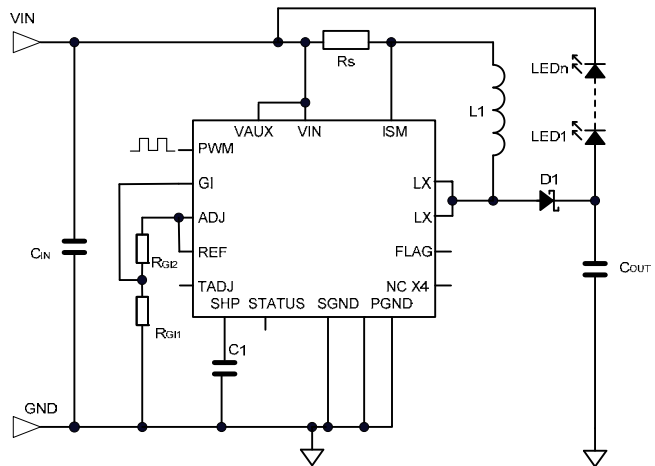 VIN
Rs
LEDn
L1
LED1
VAUX VIN ISM
PWM
GI LX
D1
ADJ LX
REF FLAG
CIN
RGI2
COUT
TADJ NC X4
SHP STATUS SGND PGND
RGI1
C1
GND